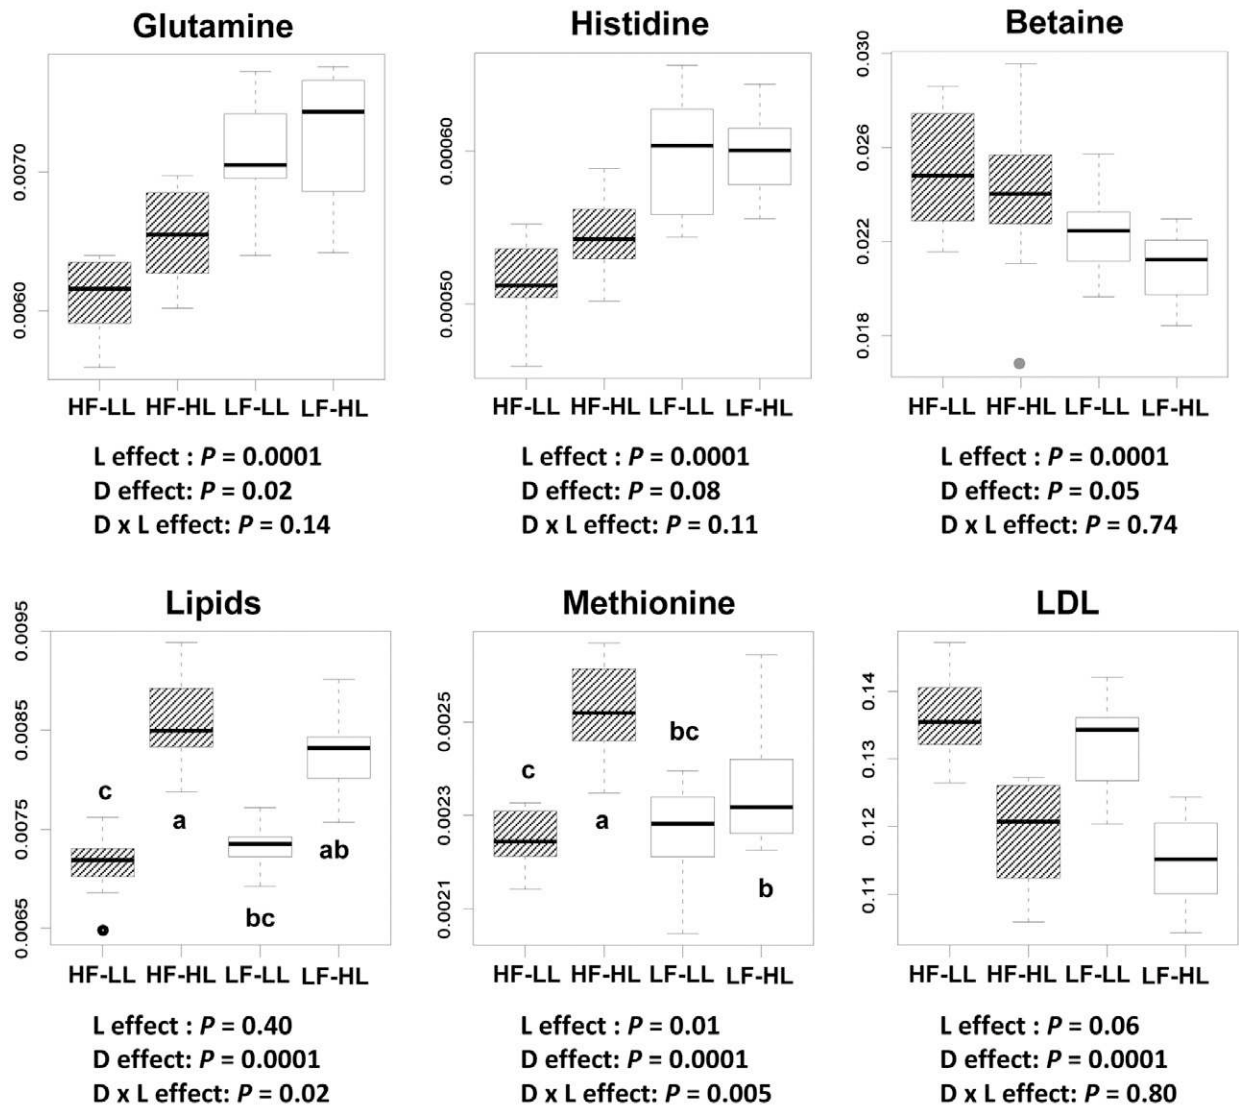 Glutamine
Histidine
Betaine
0.0070
0.0060
HF-LL HF-HL LF-LL LF-HL
L effect : P = 0.0001
D effect: P = 0.02
D x L effect: P = 0.14
0.00060
0.00050
HF-LL HF-HL LF-LL LF-HL
L effect : P = 0.0001
D effect: P = 0.08
D x L effect: P = 0.11
0.030
0.026
0.022
0.018
HF-LL HF-HL LF-LL LF-HL
L effect : P = 0.0001
D effect: P = 0.05
D x L effect: P = 0.74
Lipids
Methionine
LDL
0.0095
0.0085
0.0075
0.0065
c
a
bc
ab
HF-LL HF-HL LF-LL LF-HL
L effect : P = 0.40
D effect: P = 0.0001
D x L effect: P = 0.02
0.0025
0.0023
0.0021
c
a
bc
b
HF-LL HF-HL LF-LL LF-HL
L effect : P = 0.01
D effect: P = 0.0001
D x L effect: P = 0.005
0.14
0.13
0.12
0.11
HF-LL HF-HL LF-LL LF-HL
L effect : P = 0.06
D effect: P = 0.0001
D x L effect: P = 0.80